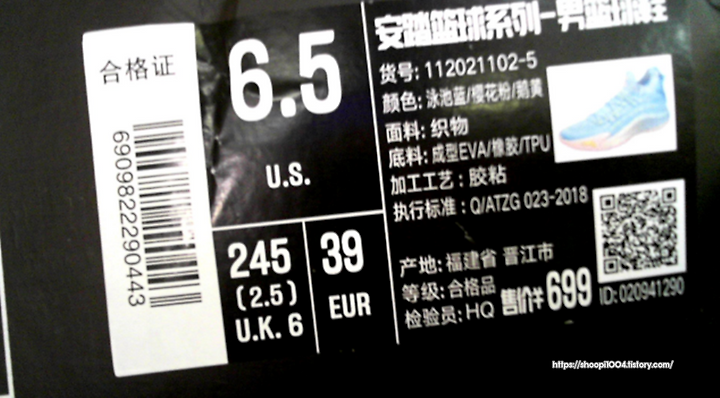 安踏篮球系列-男篮球鞋
合格证
6909822290443
6.5
U.S.
245
(2.5)
U.K. 6
39
EUR
货号: 112021102-5
颜色: 泳池蓝/樱花粉/鹅黄
面料: 织物
底料: 成型EVA/橡胶/TPU
加工工艺: 胶粘
执行标准: Q/ATZG 023-2018
产地: 福建省 晋江市
等级: 合格品
检验员: HQ
售价¥699
ID: 020941290
https://shoopi1004.tistory.com/